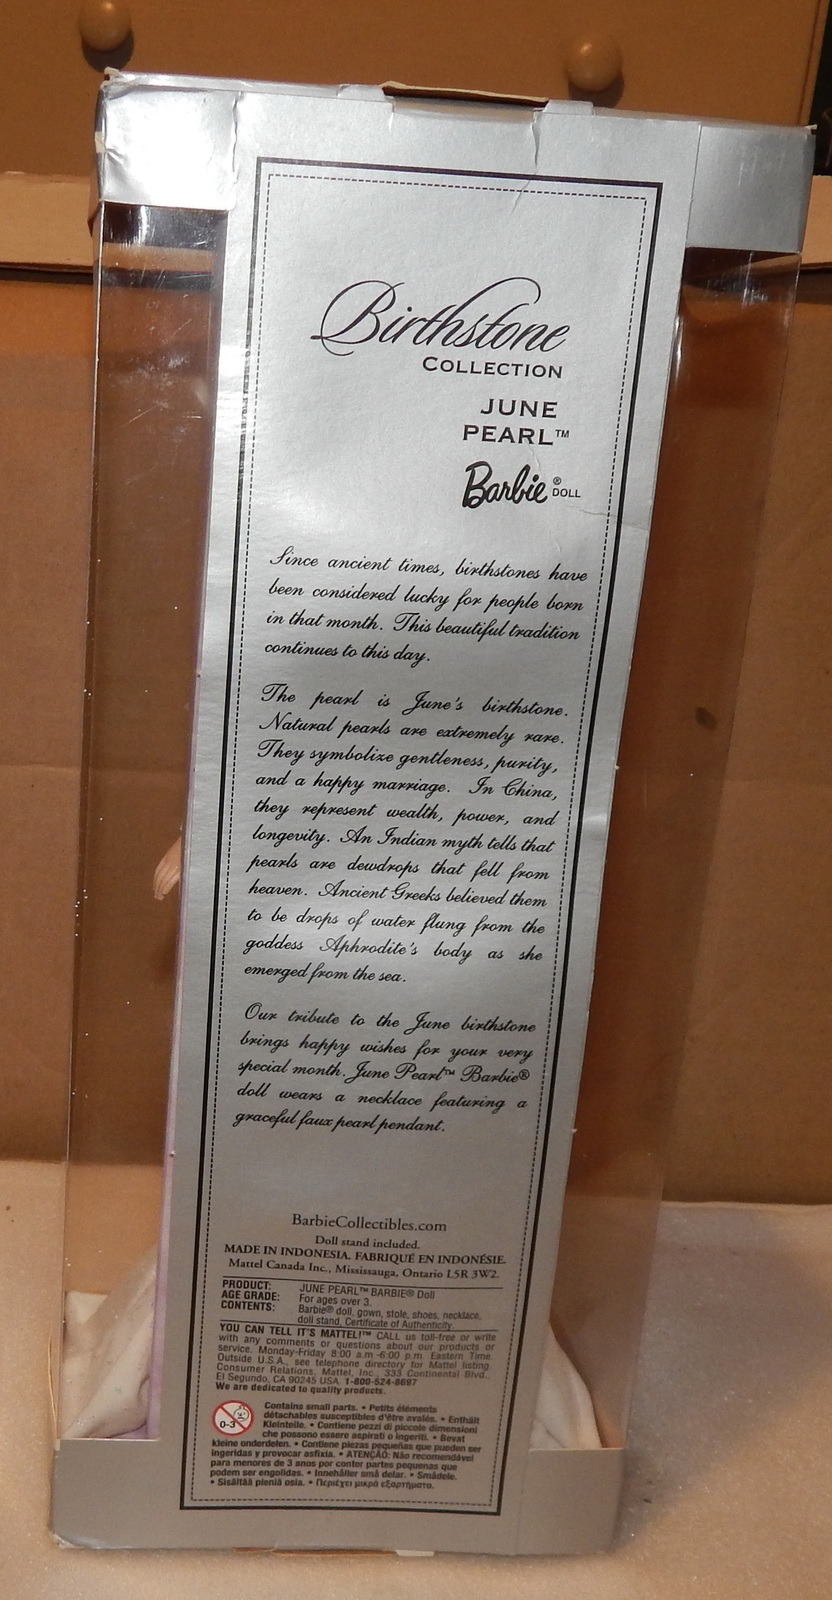 Birthstone
COLLECTION
JUNE
PEARL™
Barbie® DOLL
Since ancient times, birthstones have
been considered lucky for people born
in that month. This beautiful tradition
continues to this day.
The pearl is June's birthstone.
Natural pearls are extremely rare.
They symbolize gentleness, purity,
and a happy marriage. In China,
they represent wealth, power, and
longevity. An Indian myth tells that
pearls are dewdrops that fell from
heaven. Ancient Greeks believed them
to be drops of water flung from the
goddess Aphrodite's body as she
emerged from the sea.
Our tribute to the June birthstone
brings happy wishes for your very
special month. June Pearl™ Barbie®
doll wears a necklace featuring a
graceful faux pearl pendant.
BarbieCollectibles.com
Doll stand included.
MADE IN INDONESIA. FABRIQUÉ EN INDONÉSIE.
Mattel Canada Inc., Mississauga, Ontario L5R 3W2.
PRODUCT: JUNE PEARL™ BARBIE® Doll
AGE GRADE: For ages over 3.
CONTENTS: Barbie® doll, gown, stole, shoes, necklace,
doll stand, Certificate of Authenticity.
YOU CAN TELL IT'S MATTEL!™ CALL us toll-free or write
with any comments or questions about our products or
service. Monday-Friday 8:00 a.m.-6:00 p.m. Eastern Time.
Outside U.S.A., see telephone directory for Mattel listing.
Consumer Relations, Mattel, Inc., 333 Continental Blvd.,
El Segundo, CA 90245 USA. 1-800-524-8697
We are dedicated to quality products.
0-3
Contains small parts. • Petits éléments
détachables susceptibles d'être avalés. • Enthält
Kleinteile. • Contiene pezzi di piccole dimensioni
che possono essere aspirati o ingeriti. • Bevat
kleine onderdelen. • Contiene piezas pequeñas que pueden ser
ingeridas y provocar asfixia. • ATENÇÃO: Não recomendável
para menores de 3 anos por conter partes pequenas que
podem ser engolidas. • Innehåller små delar. • Smådele.
• Sisältää pieniä osia. • Περιέχει μικρά εξαρτήματα.